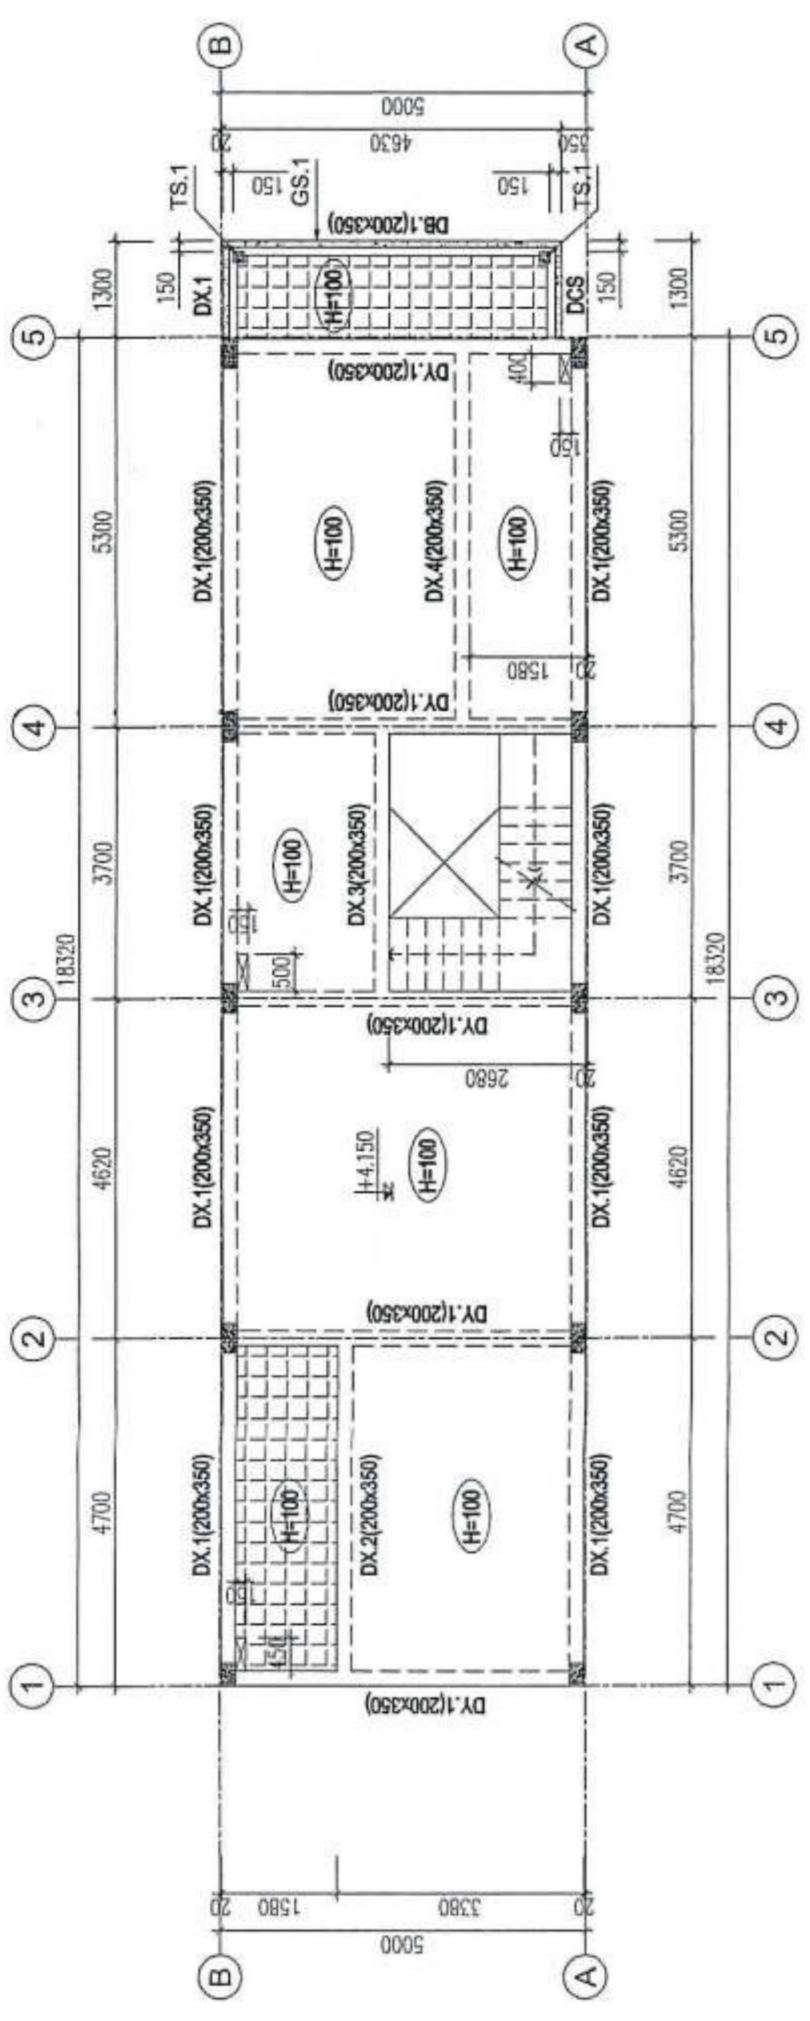 B
A
5000
20
4630
350
150
150
TS.1
GS.1
TS.1
DB.1(200x350)
1300
150
DX.1
H=100
DCS
150
1300
5
5
DY.1(200x350)
400
150
5300
DX.1(200x350)
H=100
DX.4(200x350)
H=100
DX.1(200x350)
5300
1580
20
DY.1(200x350)
4
4
3700
DX.1(200x350)
H=100
DX.3(200x350)
DX.1(200x350)
3700
500
18320
18320
3
3
DY.1(200x350)
2680
20
4620
DX.1(200x350)
+4.150
H=100
DX.1(200x350)
4620
DY.1(200x350)
2
2
4700
DX.1(200x350)
H=100
DX.2(200x350)
H=100
DX.1(200x350)
4700
450
1
1
DY.1(200x350)
20
1580
3380
20
5000
B
A